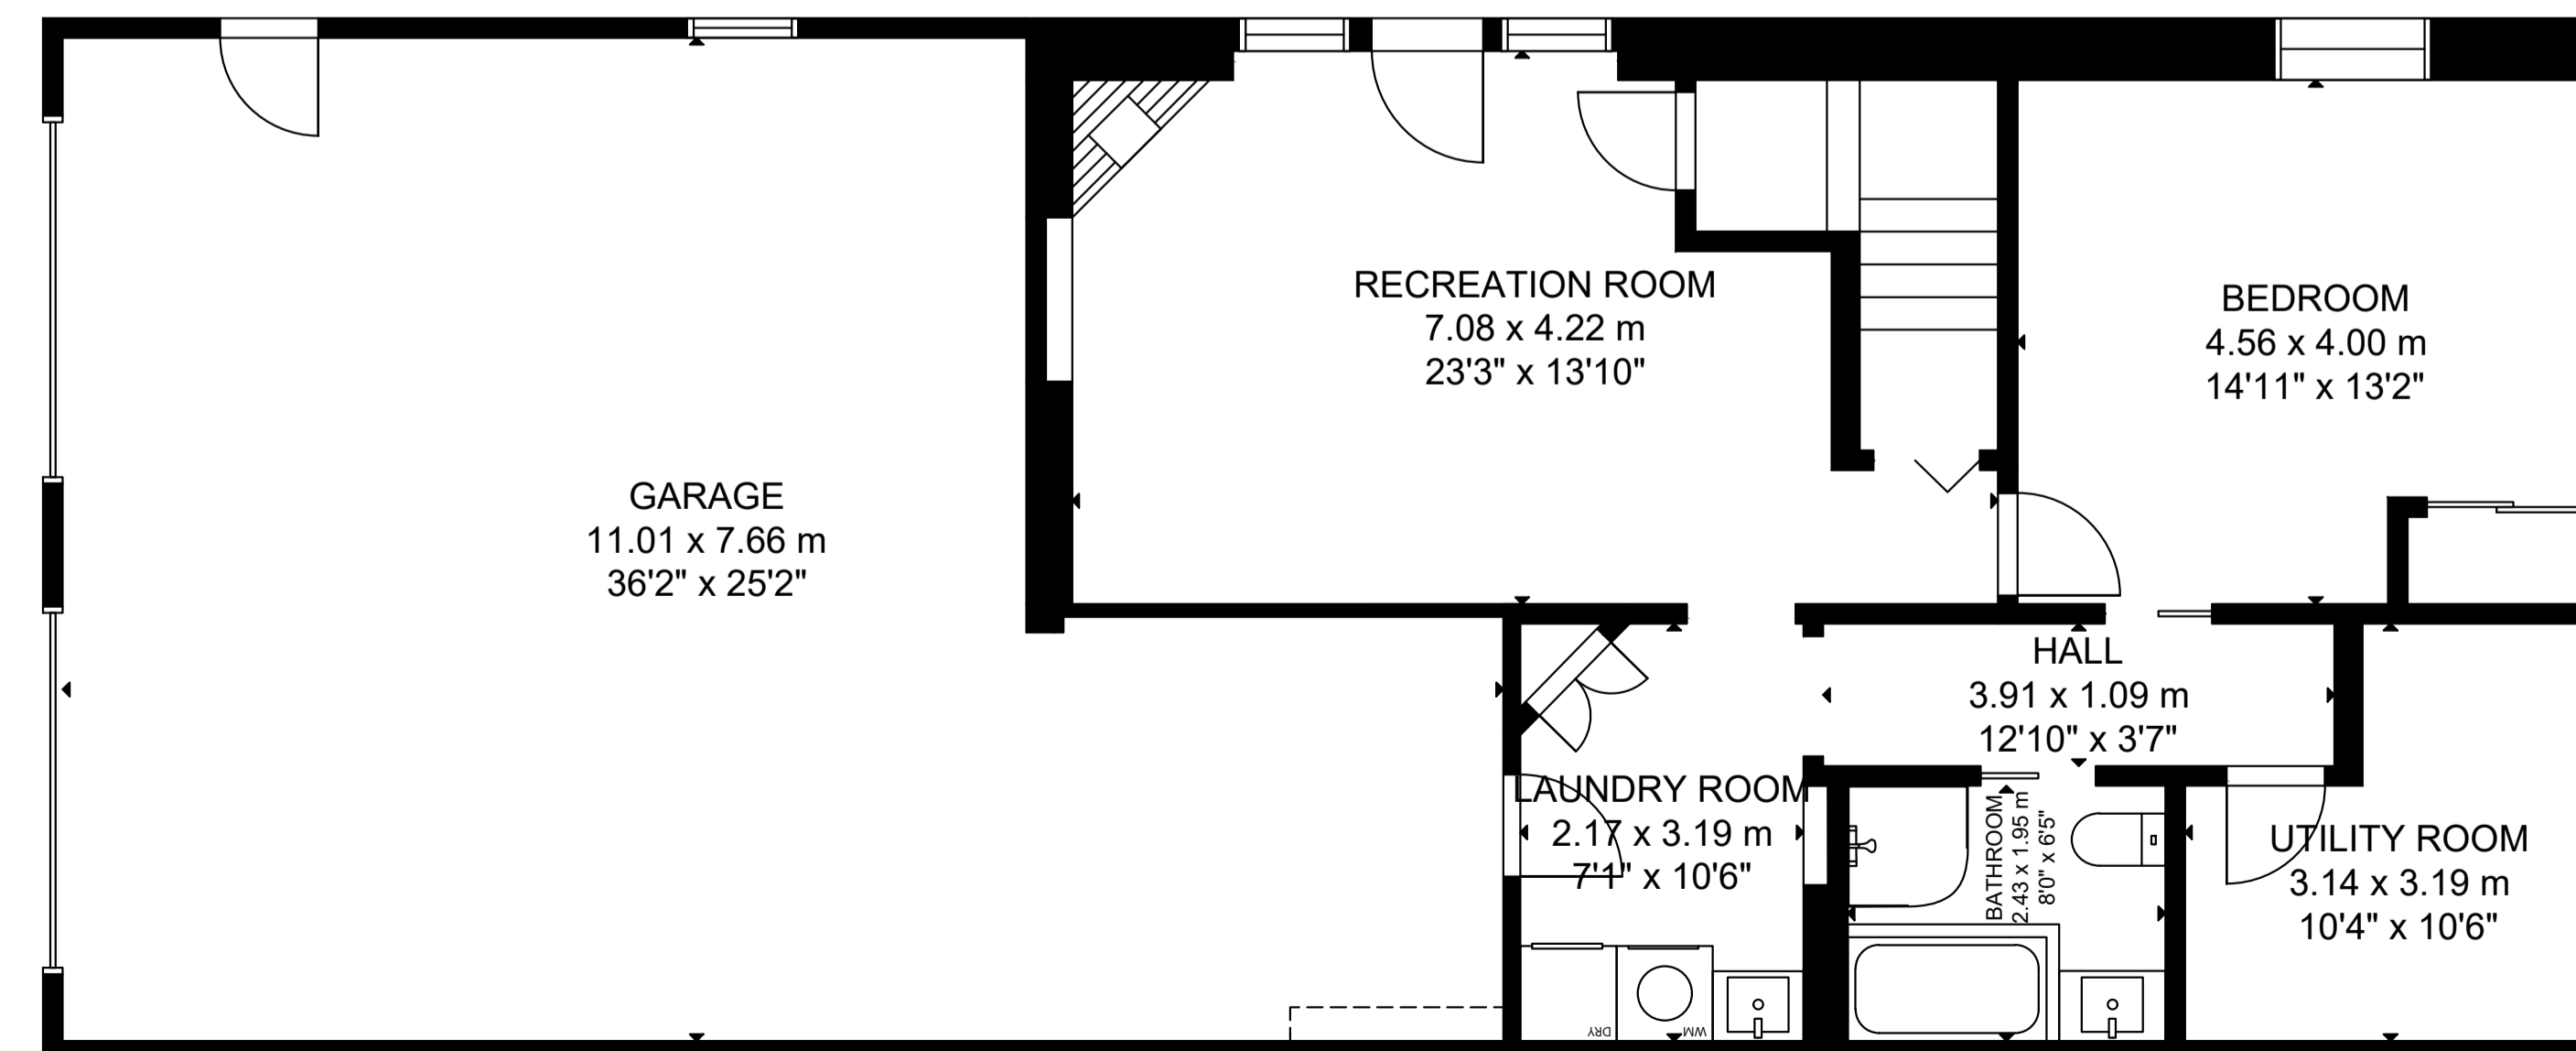 RECREATION ROOM
7.08 x 4.22 m
23'3" x 13'10"
BEDROOM
4.56 x 4.00 m
14'11" x 13'2"
GARAGE
11.01 x 7.66 m
36'2" x 25'2"
HALL
3.91 x 1.09 m
12'10" x 3'7"
LAUNDRY ROOM
2.17 x 3.19 m
7'1" x 10'6"
BATHROOM
2.43 x 1.95 m
8'0" x 6'5"
UTILITY ROOM
3.14 x 3.19 m
10'4" x 10'6"
DRY
WM